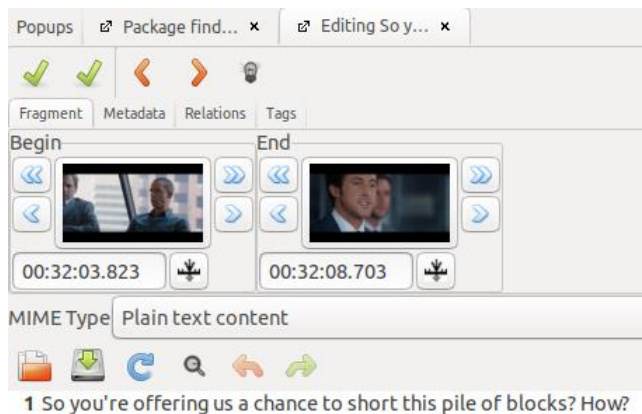 Popups Package find... × Editing So y... ×
Fragment Metadata Relations Tags
Begin End
00:32:03.823 00:32:08.703
MIME Type Plain text content
1 So you're offering us a chance to short this pile of blocks? How?